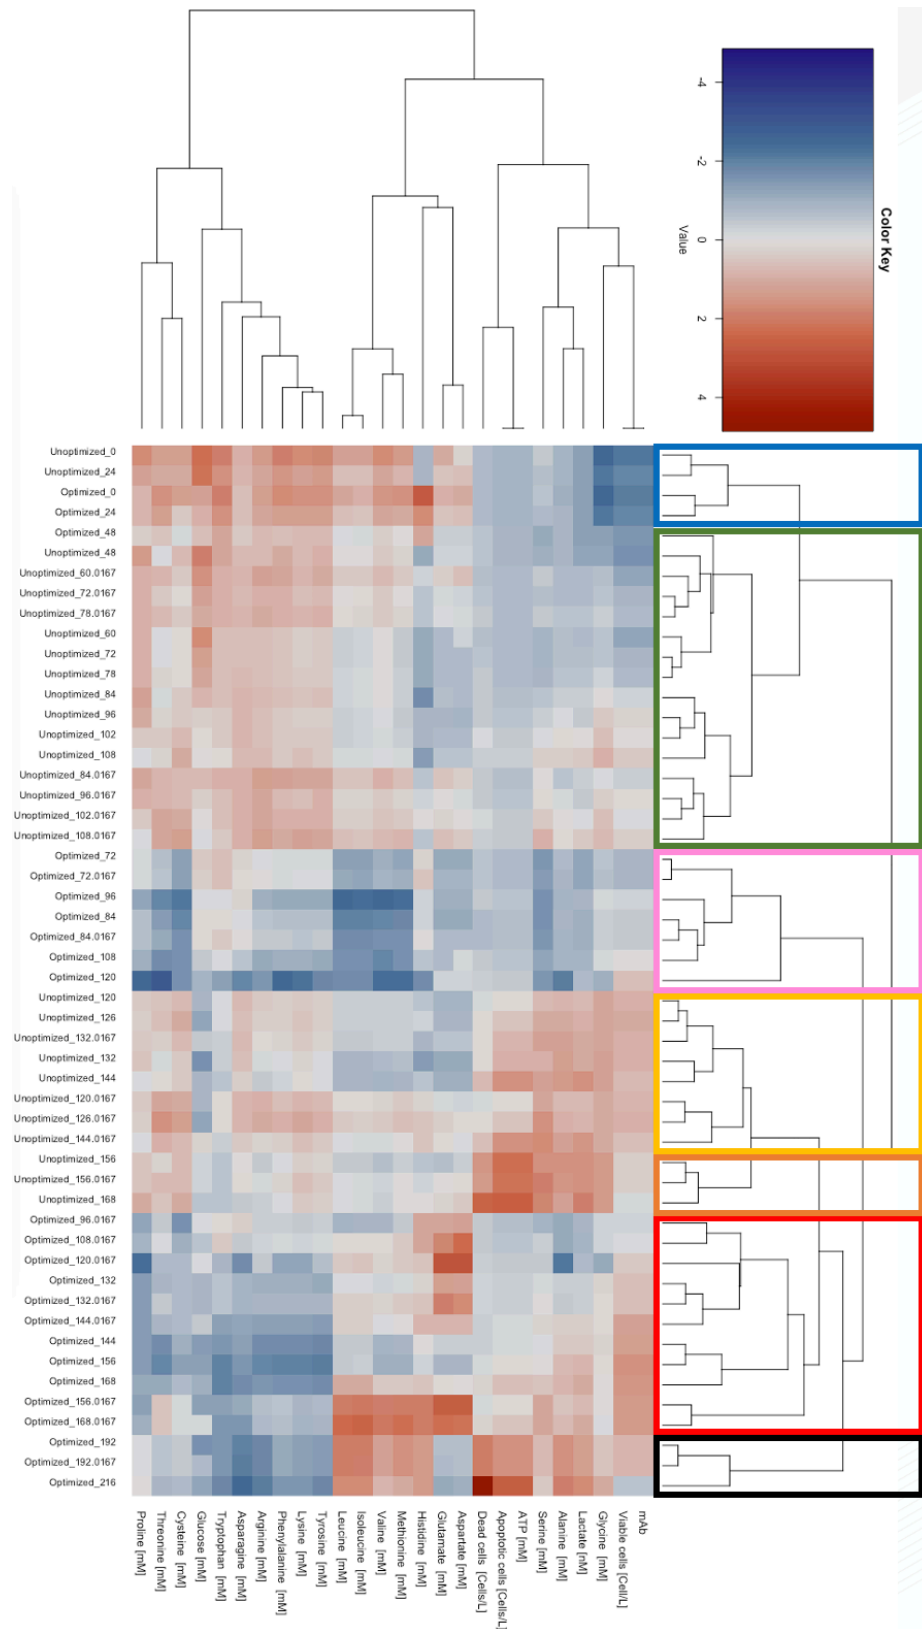 Color Key
-4
-2
0
2
4
Value
Unoptimized_0
Unoptimized_24
Optimized_0
Optimized_24
Optimized_48
Unoptimized_48
Unoptimized_60.0167
Unoptimized_72.0167
Unoptimized_78.0167
Unoptimized_60
Unoptimized_72
Unoptimized_78
Unoptimized_84
Unoptimized_96
Unoptimized_102
Unoptimized_108
Unoptimized_84.0167
Unoptimized_96.0167
Unoptimized_102.0167
Unoptimized_108.0167
Optimized_72
Optimized_72.0167
Optimized_96
Optimized_84
Optimized_84.0167
Optimized_108
Optimized_120
Unoptimized_120
Unoptimized_126
Unoptimized_132.0167
Unoptimized_132
Unoptimized_144
Unoptimized_120.0167
Unoptimized_126.0167
Unoptimized_144.0167
Unoptimized_156
Unoptimized_156.0167
Unoptimized_168
Optimized_96.0167
Optimized_108.0167
Optimized_120.0167
Optimized_132
Optimized_132.0167
Optimized_144.0167
Optimized_144
Optimized_156
Optimized_168
Optimized_156.0167
Optimized_168.0167
Optimized_192
Optimized_192.0167
Optimized_216
Proline [mM]
Threonine [mM]
Cysteine [mM]
Glucose [mM]
Tryptophan [mM]
Asparagine [mM]
Arginine [mM]
Phenylalanine [mM]
Lysine [mM]
Tyrosine [mM]
Leucine [mM]
Isoleucine [mM]
Valine [mM]
Methionine [mM]
Histidine [mM]
Glutamate [mM]
Aspartate [mM]
Dead cells [Cells/L]
Apoptotic cells [Cells/L]
ATP [mM]
Serine [mM]
Alanine [mM]
Lactate [nM]
Glycine [mM]
Viable cells [Cell/L]
mAb